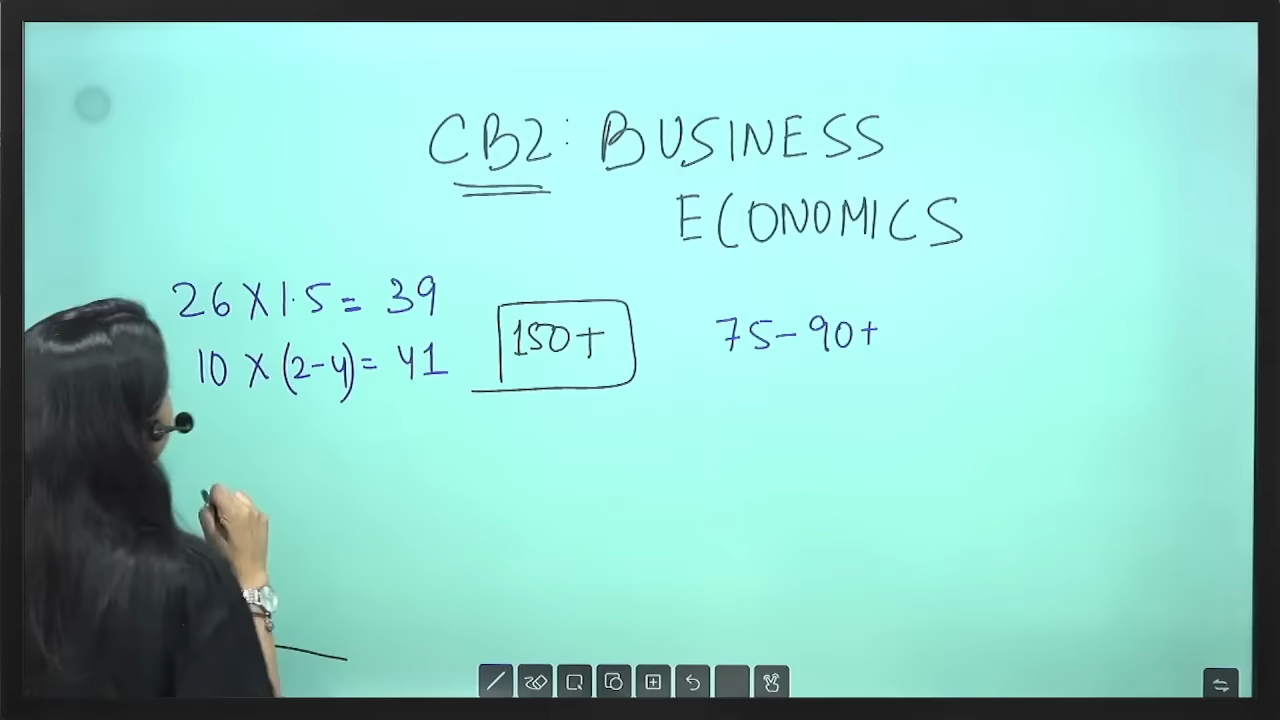 CB2: BUSINESS
ECONOMICS
26 X 1.5 = 39
10 X (2-4) = 41
150+
75-90+